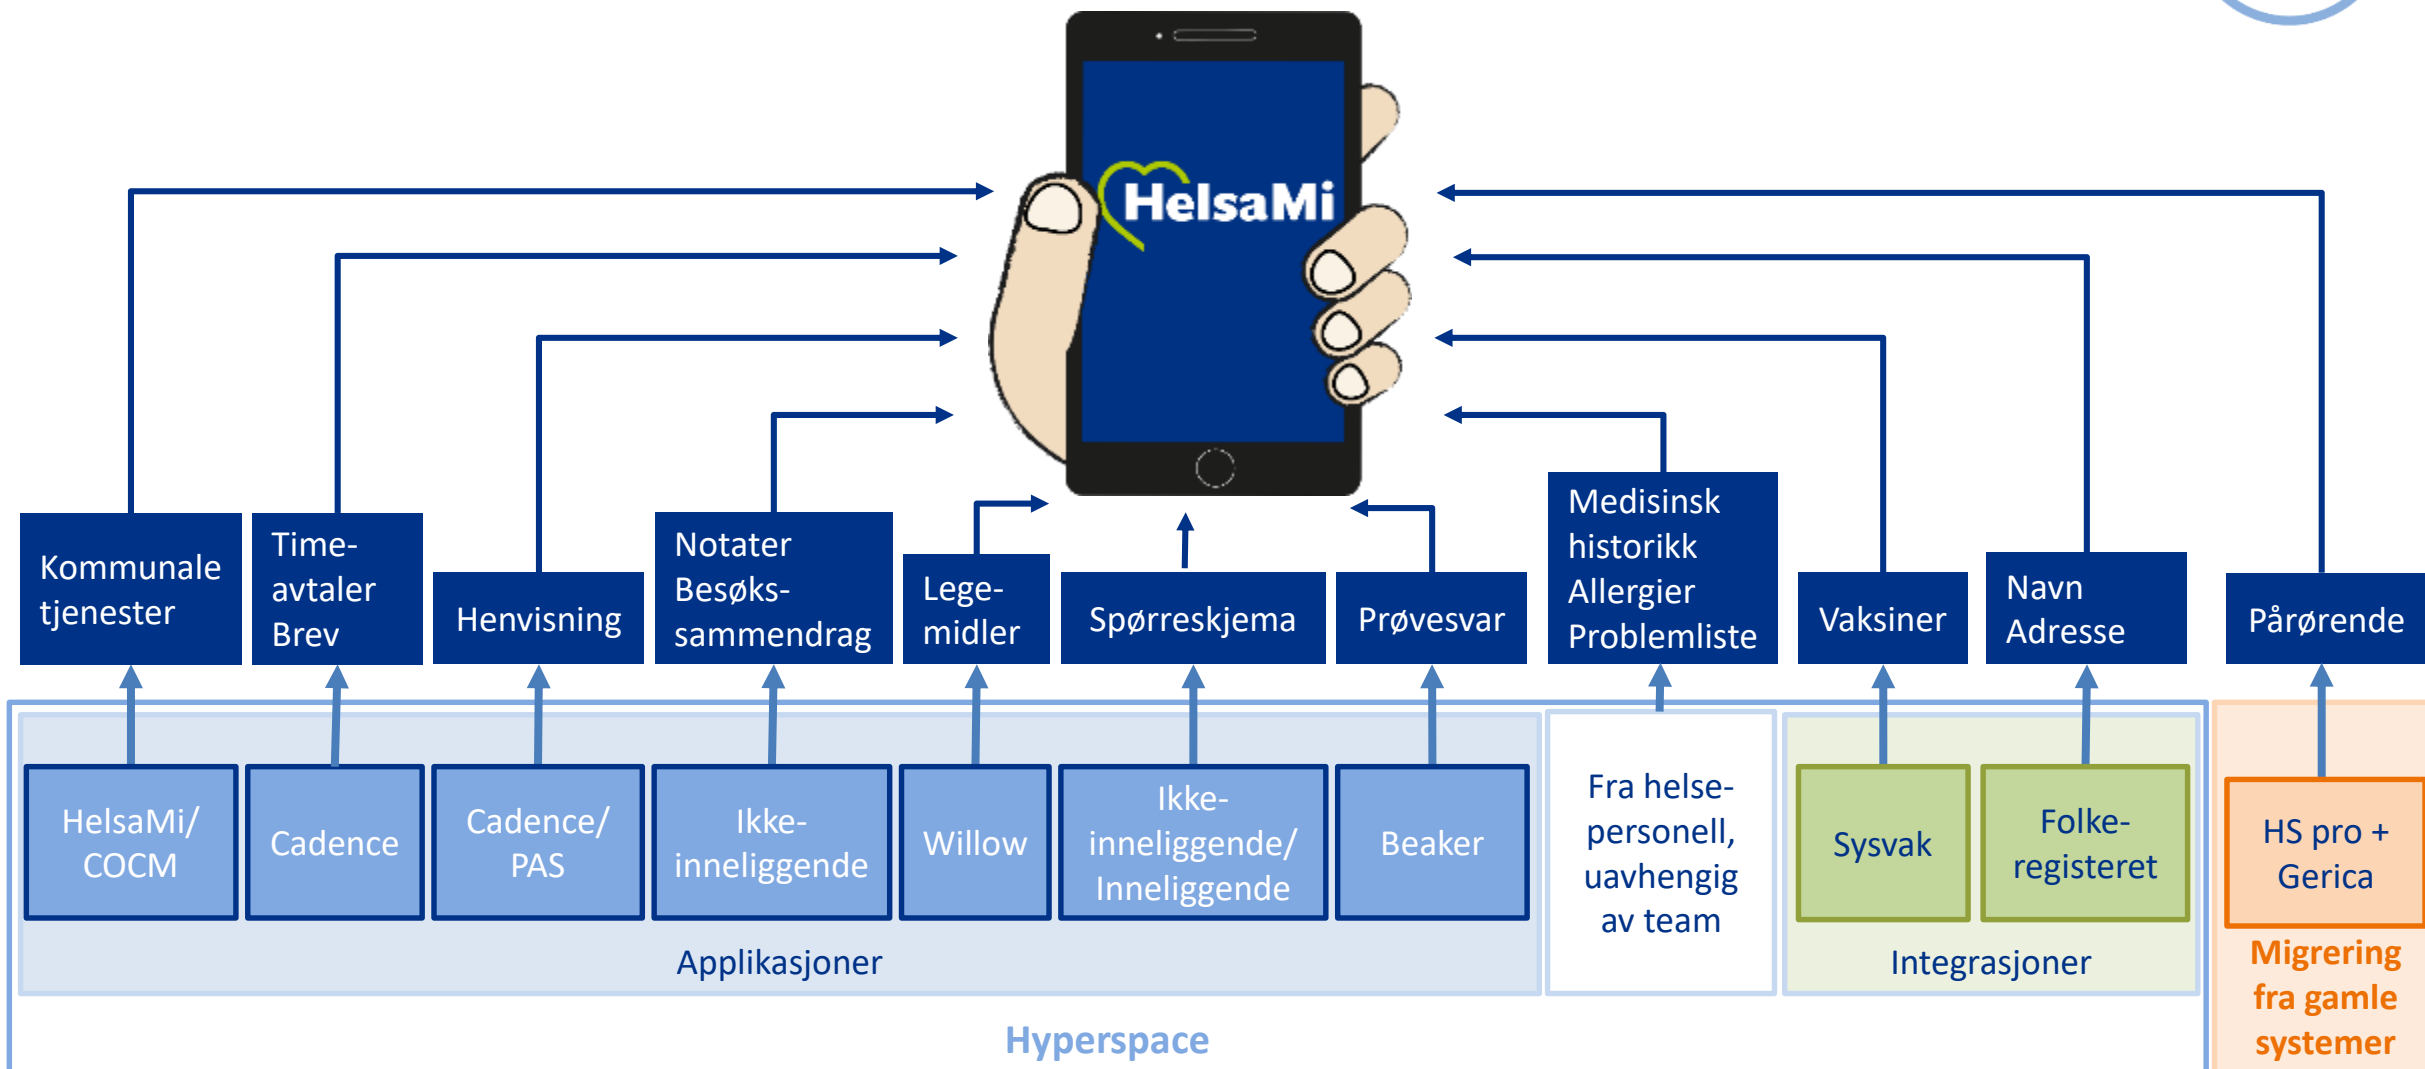 HelsaMi
Kommunale
tjenester
Time-
avtaler
Brev
Henvisning
Notater
Besøks-
sammendrag
Lege-
midler
Spørreskjema
Prøvesvar
Medisinsk
historikk
Allergier
Problemliste
Vaksiner
Navn
Adresse
Pårørende
HelsaMi/
COCM
Cadence
Cadence/
PAS
Ikke-
inneliggende
Willow
Ikke-
inneliggende/
Inneliggende
Beaker
Fra helse-
personell,
uavhengig
av team
Sysvak
Folke-
registeret
HS pro +
Gerica
Applikasjoner
Integrasjoner
Migrering
fra gamle
systemer
Hyperspace